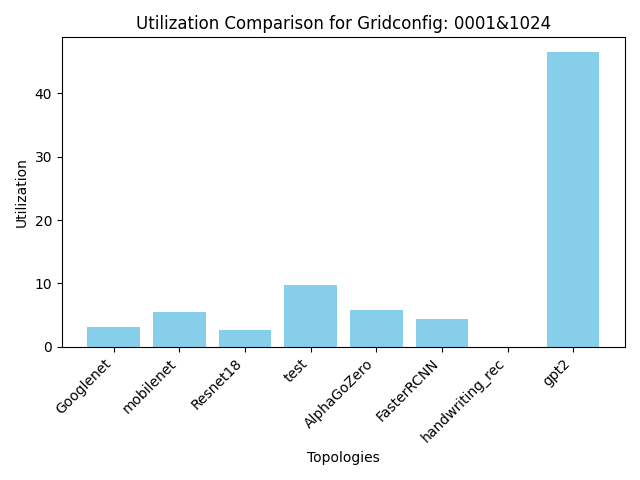 Utilization Comparison for Gridconfig: 0001&1024
Utilization
40
30
20
10
0
Googlenet
mobilenet
Resnet18
test
AlphaGoZero
FasterRCNN
handwriting_rec
gpt2
Topologies